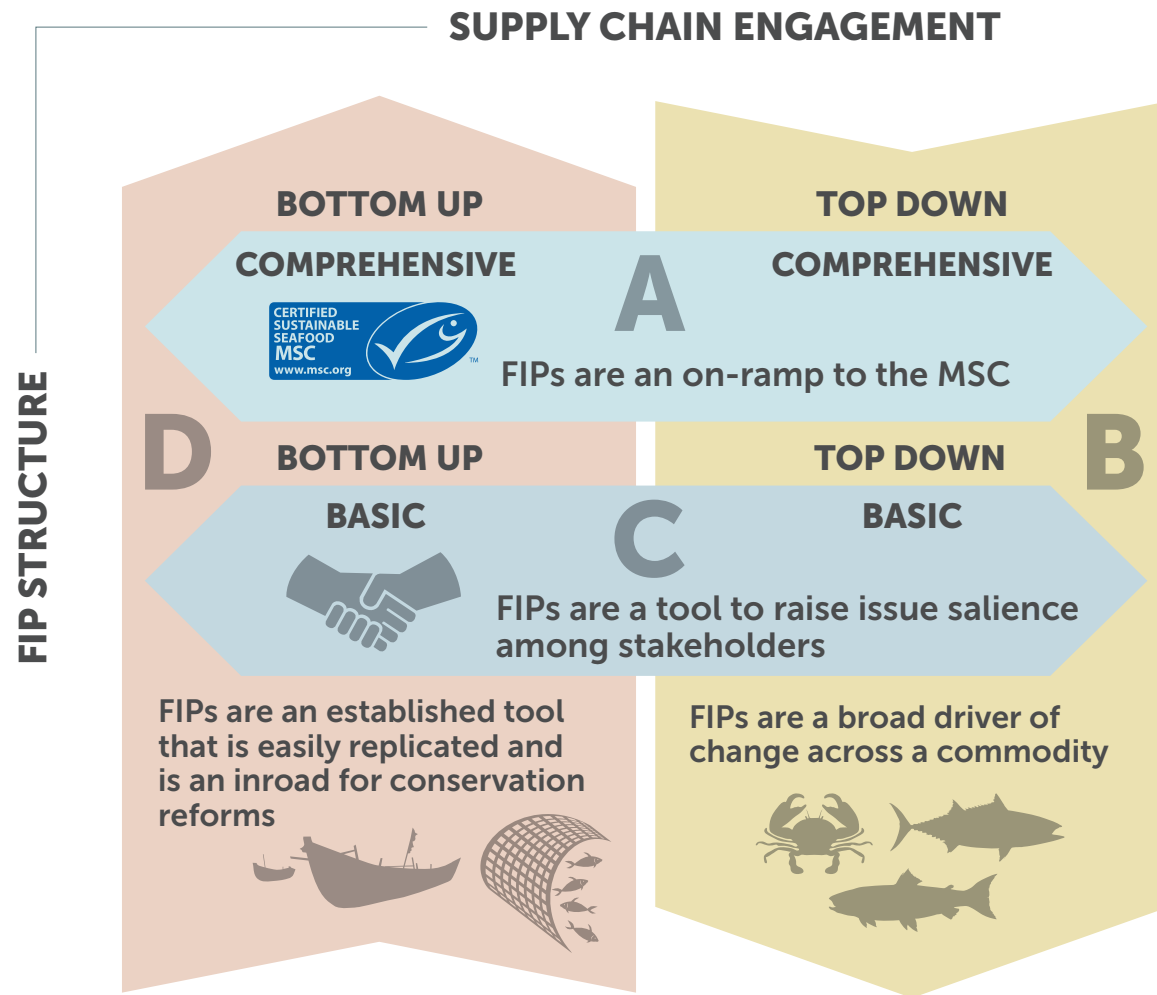 SUPPLY CHAIN ENGAGEMENT
FIP STRUCTURE
BOTTOM UP
TOP DOWN
COMPREHENSIVE
COMPREHENSIVE
A
CERTIFIED
SUSTAINABLE
SEAFOOD
MSC
www.msc.org
TM
FIPs are an on-ramp to the MSC
D
B
BOTTOM UP
TOP DOWN
BASIC
BASIC
C
FIPs are a tool to raise issue salience
among stakeholders
FIPs are an established tool
that is easily replicated and
is an inroad for conservation
reforms
FIPs are a broad driver of
change across a commodity